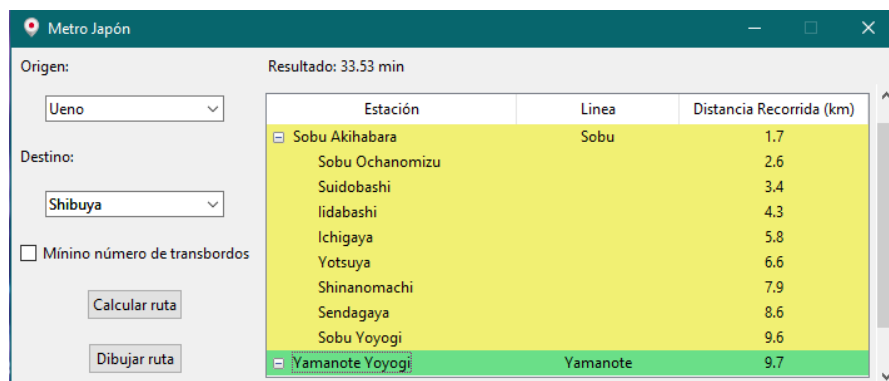 Metro Japón
Origen:
Resultado: 33.53 min
Ueno
Estación Linea Distancia Recorrida (km)
Sobu Akihabara Sobu 1.7
Destino:
Sobu Ochanomizu 2.6
Suidobashi 3.4
Shibuya
Iidabashi 4.3
Ichigaya 5.8
Mínino número de transbordos
Yotsuya 6.6
Shinanomachi 7.9
Calcular ruta
Sendagaya 8.6
Sobu Yoyogi 9.6
Dibujar ruta
Yamanote Yoyogi Yamanote 9.7